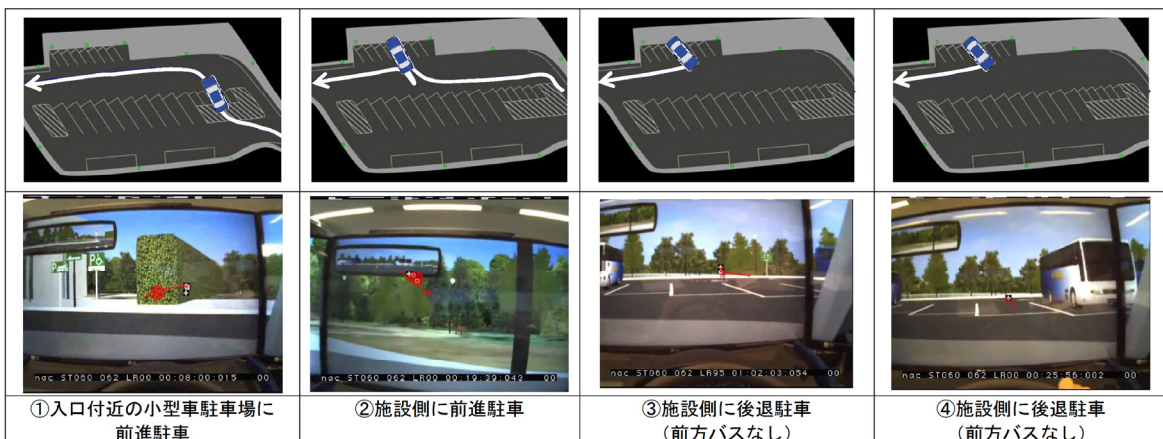 nac ST060 062 LR00 00:08:00:015 00
nac ST060 062 LR00 00:19:39:043 00
nac ST060 062 LR95 01:02:03:054 00
nac ST060 062 LR00 00:25:56:002 00
①入口付近の小型車駐車場に
前進駐車
②施設側に前進駐車
③施設側に後退駐車
(前方バスなし)
④施設側に後退駐車
(前方バスなし)